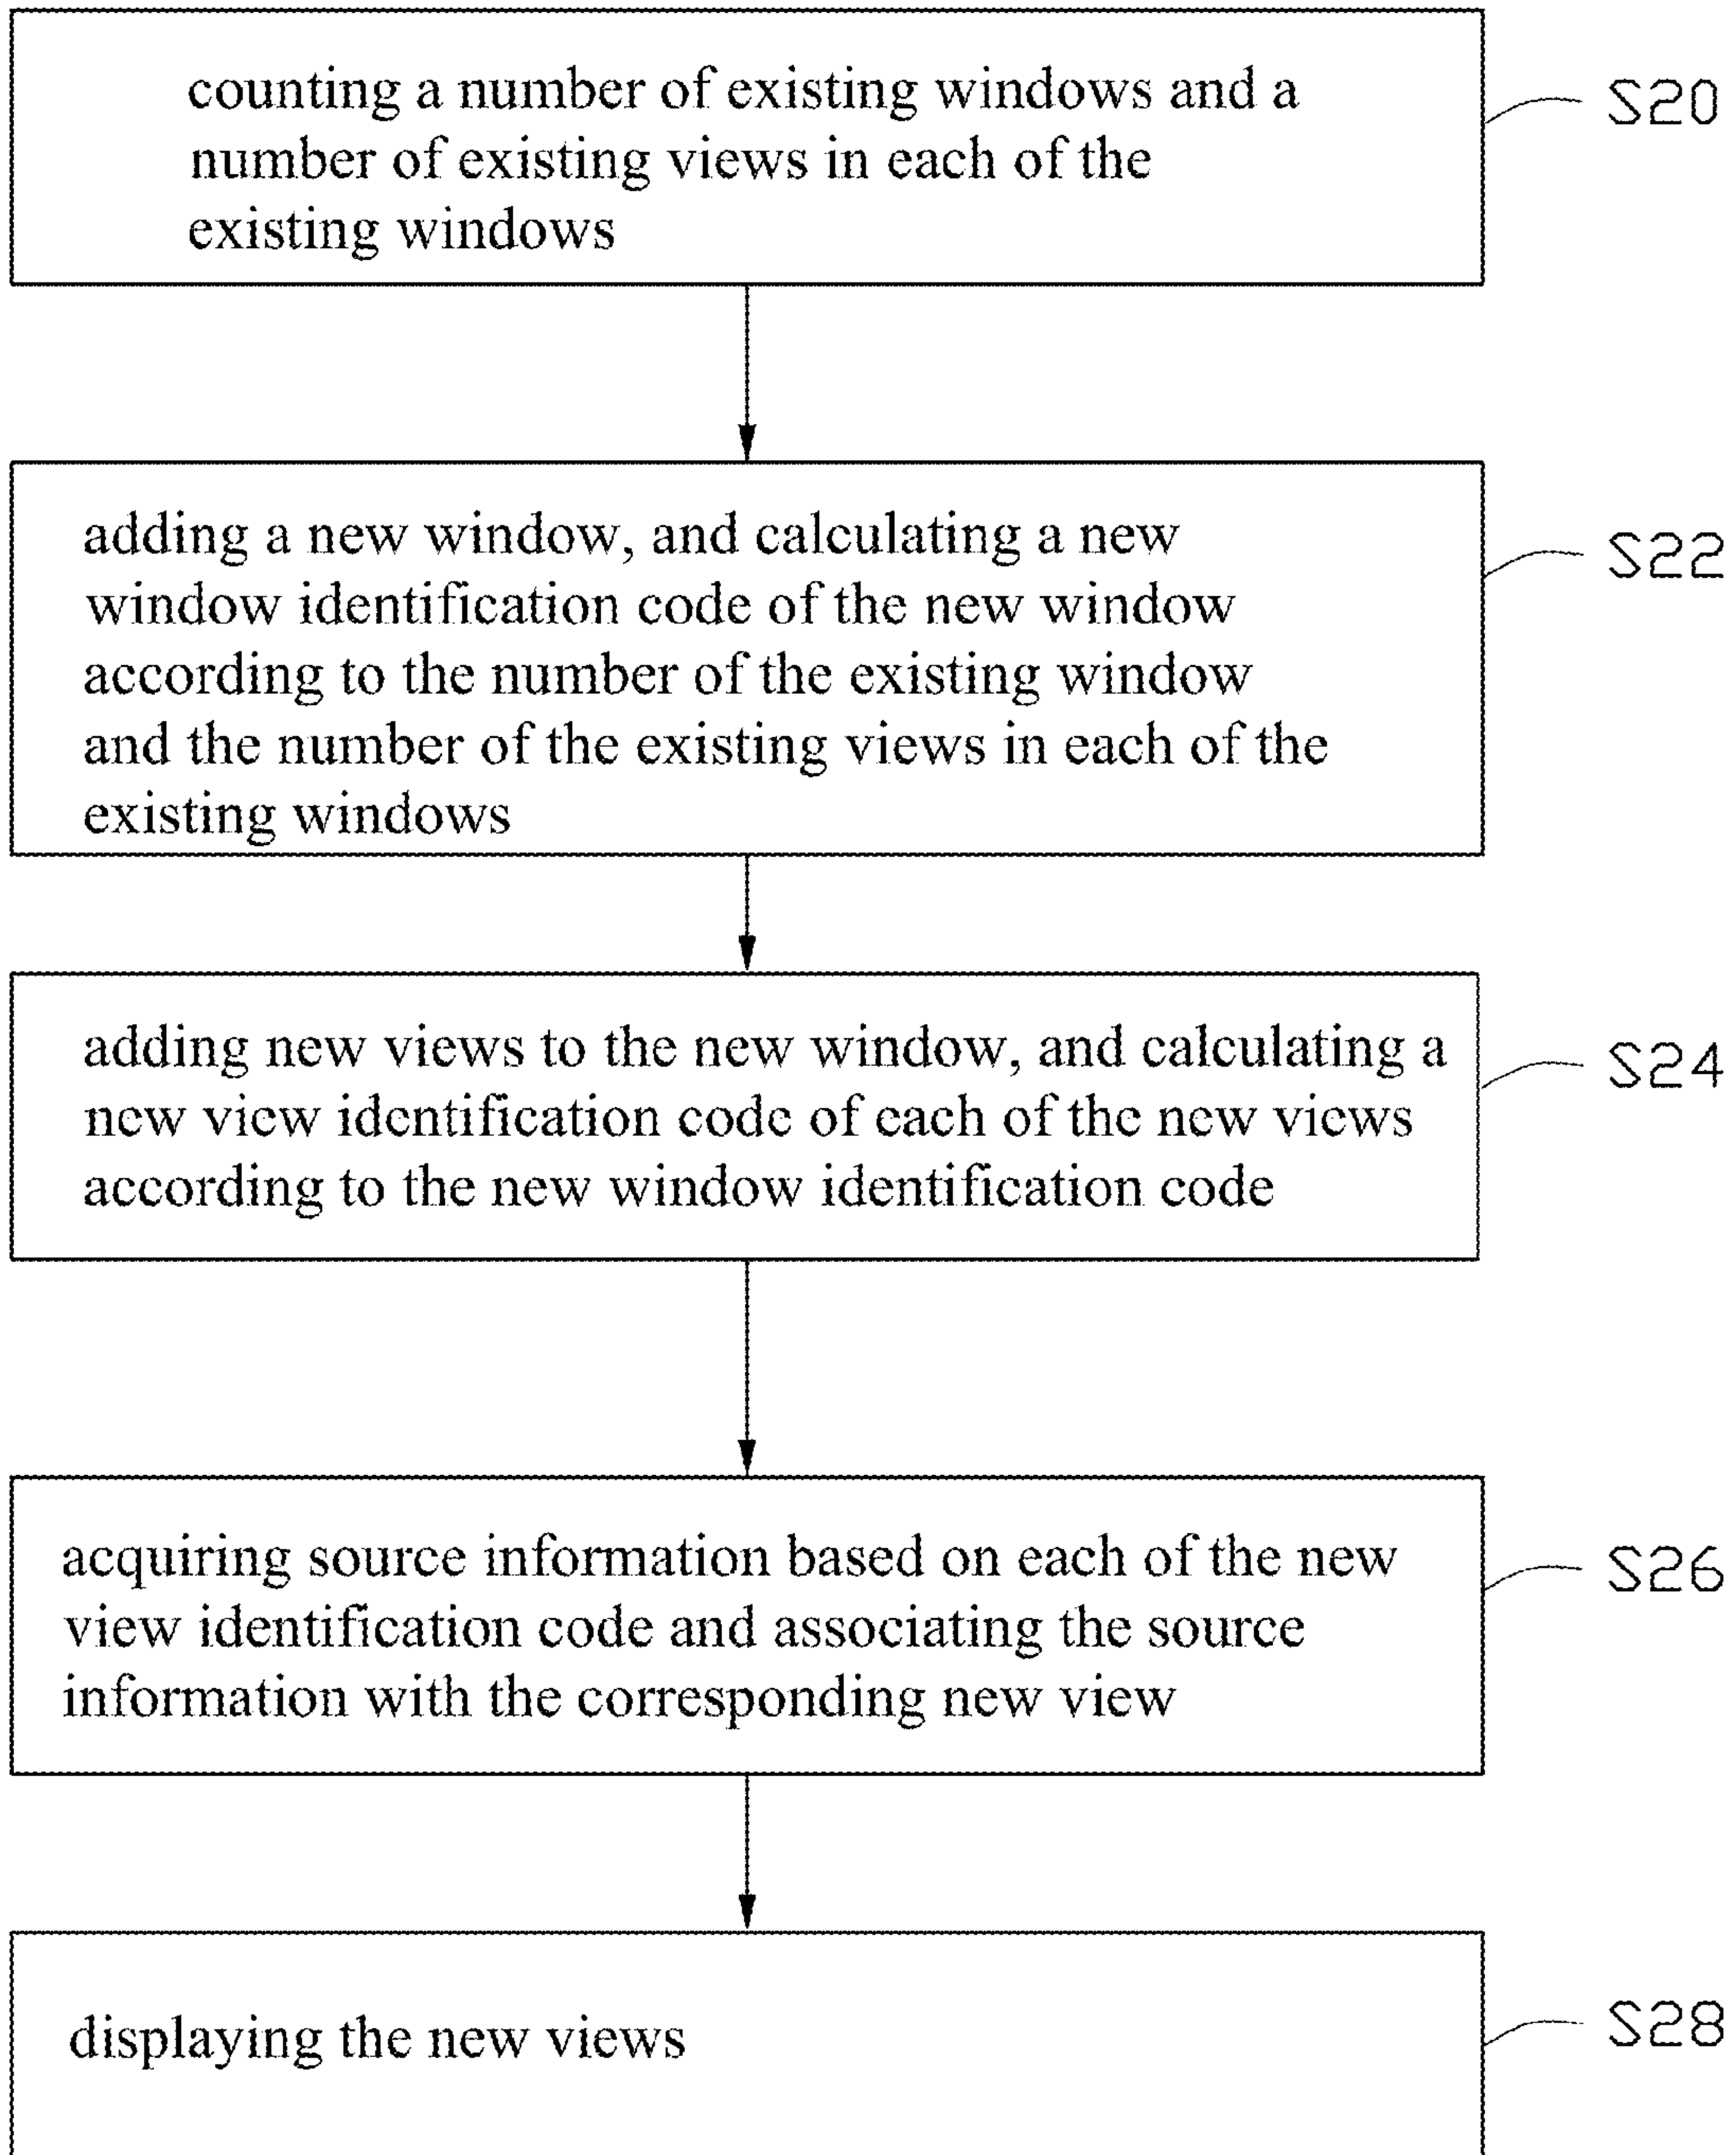 counting a number of existing windows and a
number of existing views in each of the
existing windows
S20
adding a new window, and calculating a new
window identification code of the new window
according to the number of the existing window
and the number of the existing views in each of the
existing windows
S22
adding new views to the new window, and calculating a
new view identification code of each of the new views
according to the new window identification code
S24
acquiring source information based on each of the new
view identification code and associating the source
information with the corresponding new view
S26
displaying the new views
S28